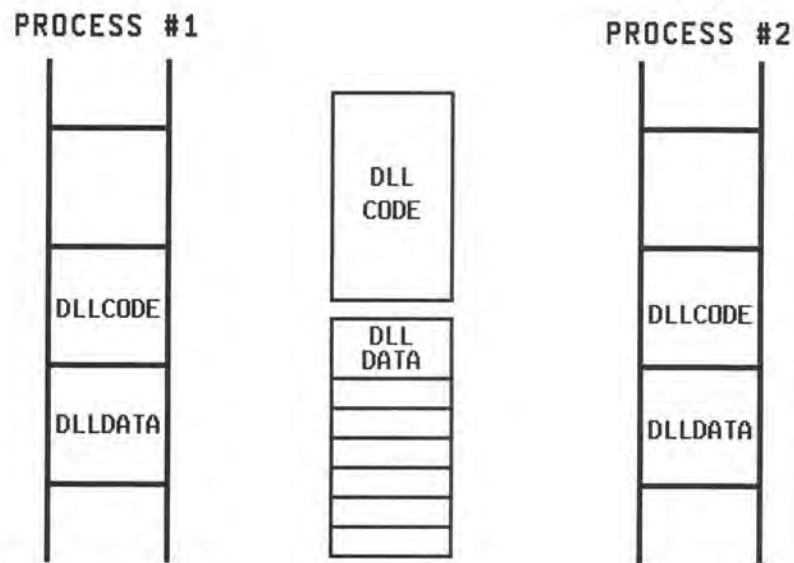 PROCESS #1
PROCESS #2
DLL
CODE
DLLCODE
DLLCODE
DLL
DATA
DLLDATA
DLLDATA